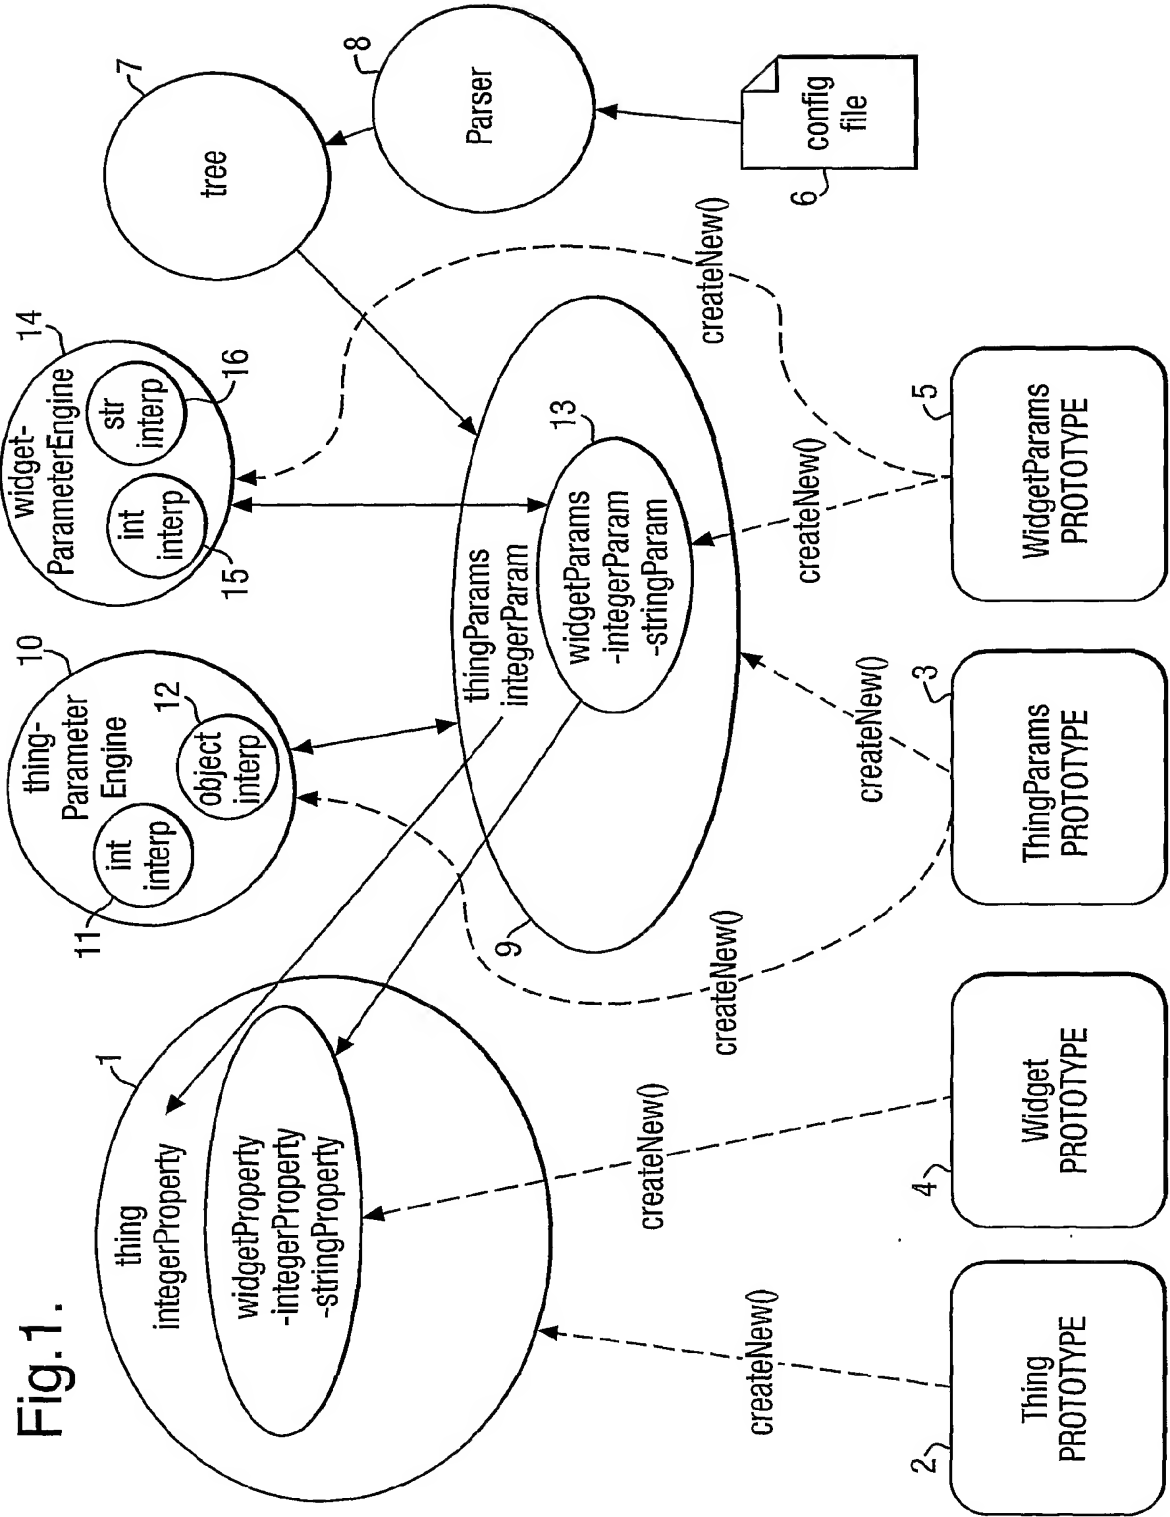 Fig.1.
1
thing
integerProperty
widgetProperty
-integerProperty
-stringProperty
10
thing-
Parameter
Engine
11
int
interp
12
object
interp
14
widget-
ParameterEngine
15
int
interp
str
interp
16
7
tree
8
Parser
6
config
file
9
thingParams
integerParam
13
widgetParams
-integerParam
-stringParam
createNew()
createNew()
createNew()
createNew()
createNew()
createNew()
2
Thing
PROTOTYPE
4
Widget
PROTOTYPE
3
ThingParams
PROTOTYPE
5
WidgetParams
PROTOTYPE